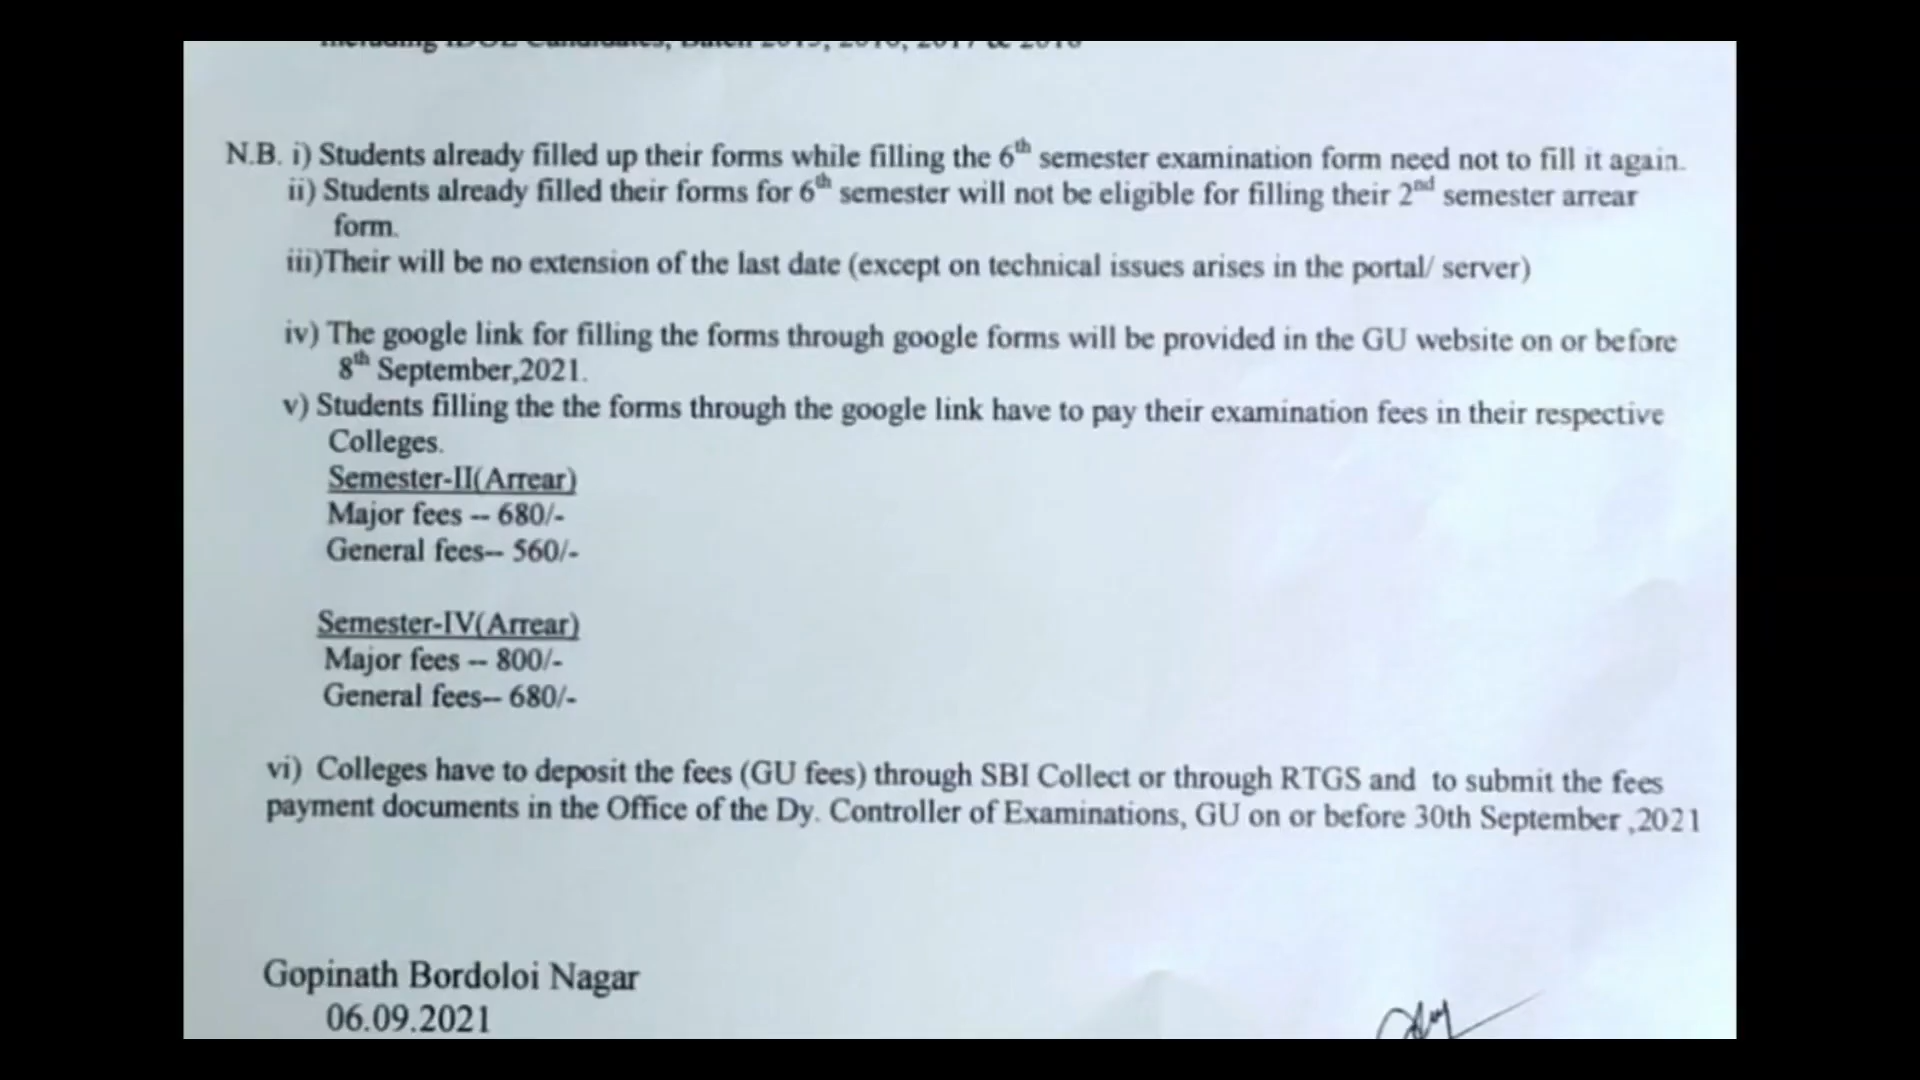 including IDOL Candidates, Batch 2015, 2016, 2017 & 2018
N.B. i) Students already filled up their forms while filling the 6th semester examination form need not to fill it again.
ii) Students already filled their forms for 6th semester will not be eligible for filling their 2nd semester arrear
form.
iii)Their will be no extension of the last date (except on technical issues arises in the portal/ server)
iv) The google link for filling the forms through google forms will be provided in the GU website on or before
8th September,2021.
v) Students filling the the forms through the google link have to pay their examination fees in their respective
Colleges.
Semester-II(Arrear)
Major fees -- 680/-
General fees-- 560/-
Semester-IV(Arrear)
Major fees -- 800/-
General fees-- 680/-
vi) Colleges have to deposit the fees (GU fees) through SBI Collect or through RTGS and to submit the fees
payment documents in the Office of the Dy. Controller of Examinations, GU on or before 30th September ,2021
Gopinath Bordoloi Nagar
06.09.2021